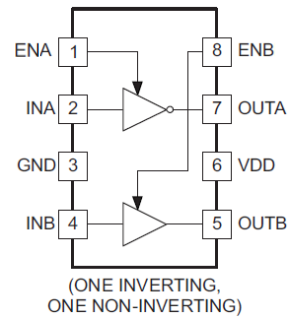 ENA 1 8 ENB
INA 2 7 OUTA
GND 3 6 VDD
INB 4 5 OUTB
(ONE INVERTING,
ONE NON-INVERTING)